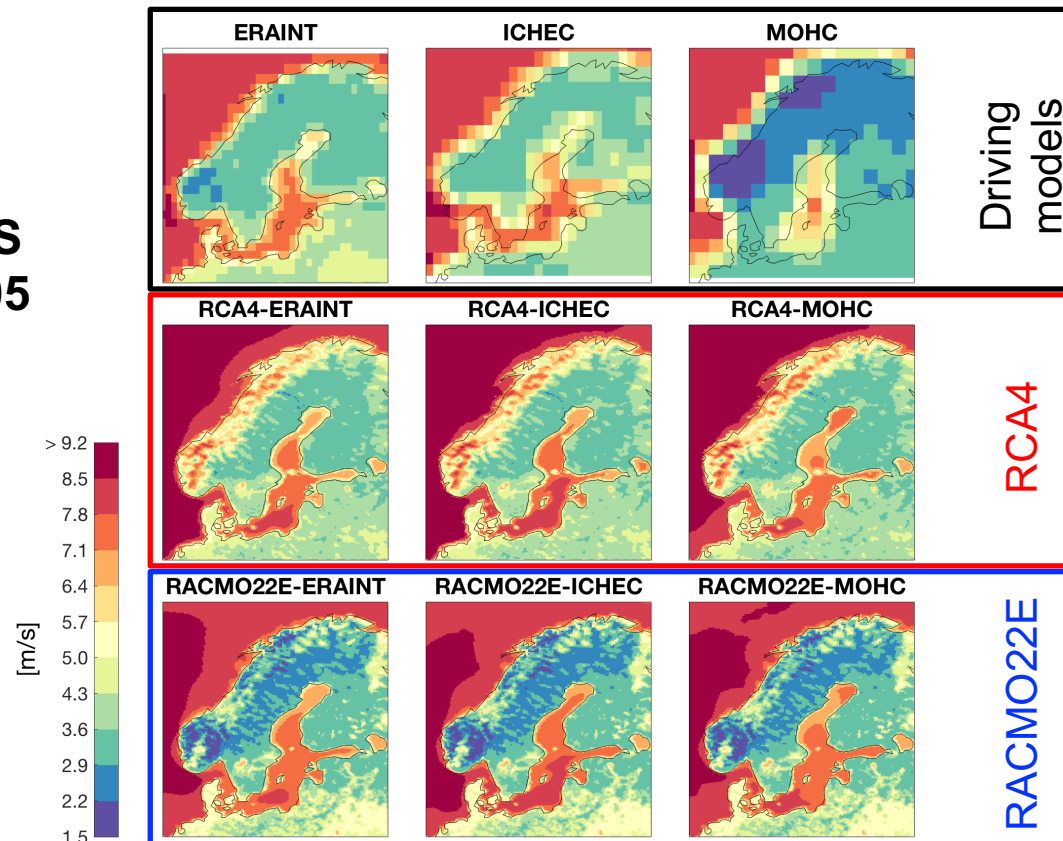 ERAINT ICHEC MOHC
Driving
models
s
95
RCA4-ERAINT RCA4-ICHEC RCA4-MOHC
RCA4
> 9.2
8.5
7.8
7.1
6.4
5.7
5.0
4.3
3.6
2.9
2.2
1.5
[m/s]
RACMO22E-ERAINT RACMO22E-ICHEC RACMO22E-MOHC
RACMO22E